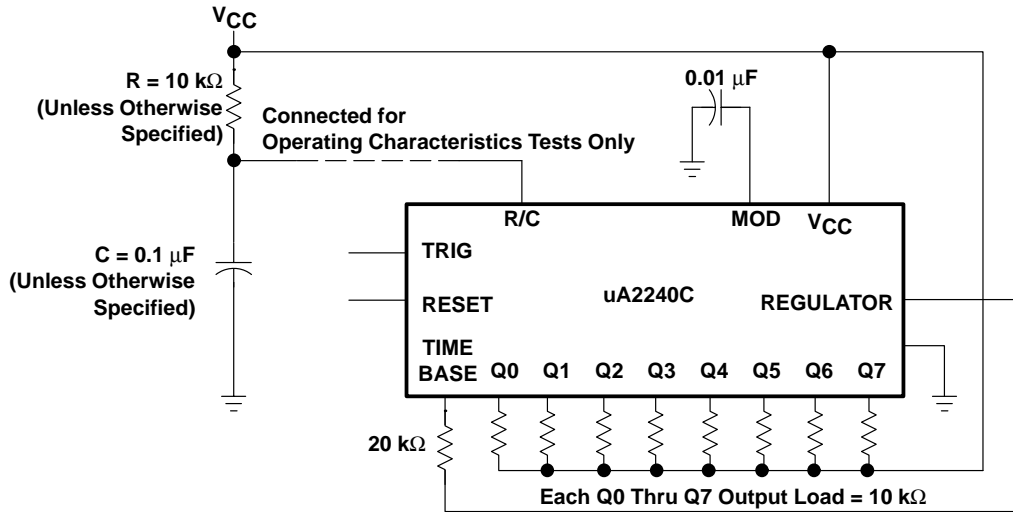 VCC
R = 10 kΩ
(Unless Otherwise
Specified)
Connected for
Operating Characteristics Tests Only
0.01 μF
R/C
MOD
VCC
C = 0.1 μF
(Unless Otherwise
Specified)
TRIG
RESET
uA2240C
REGULATOR
TIME
BASE
Q0
Q1
Q2
Q3
Q4
Q5
Q6
Q7
20 kΩ
Each Q0 Thru Q7 Output Load = 10 kΩ